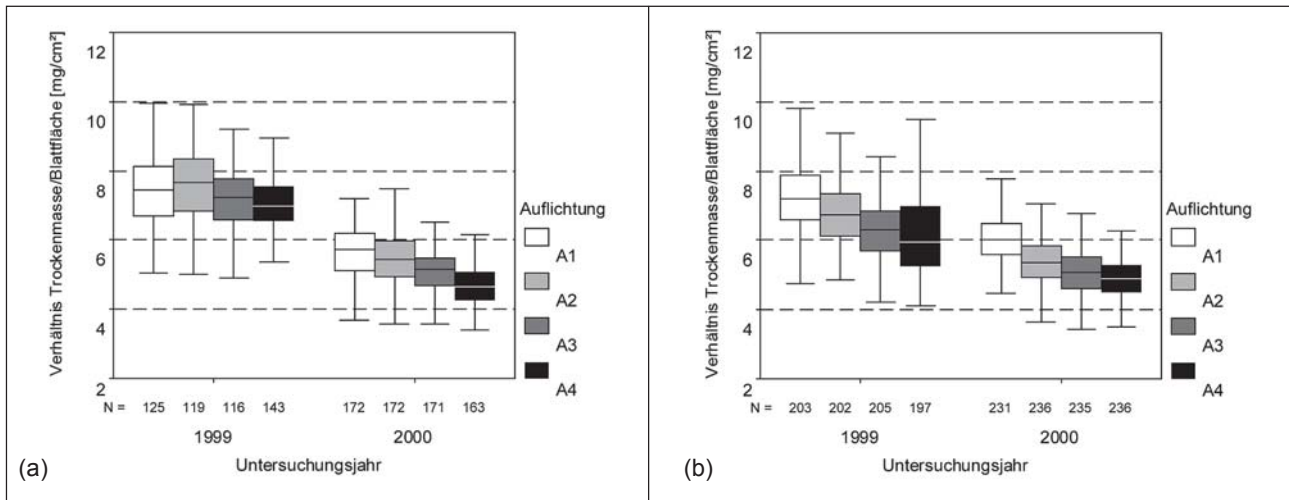 Verhältnis Trockenmasse/Blattfläche [mg/cm²]
12
10
8
6
4
2
Auflichtung
A1
A2
A3
A4
N = 125 119 116 143 172 172 171 163
1999 2000
Untersuchungsjahr
(a)
Verhältnis Trockenmasse/Blattfläche [mg/cm²]
12
10
8
6
4
2
Auflichtung
A1
A2
A3
A4
N = 203 202 205 197 231 236 235 236
1999 2000
Untersuchungsjahr
(b)